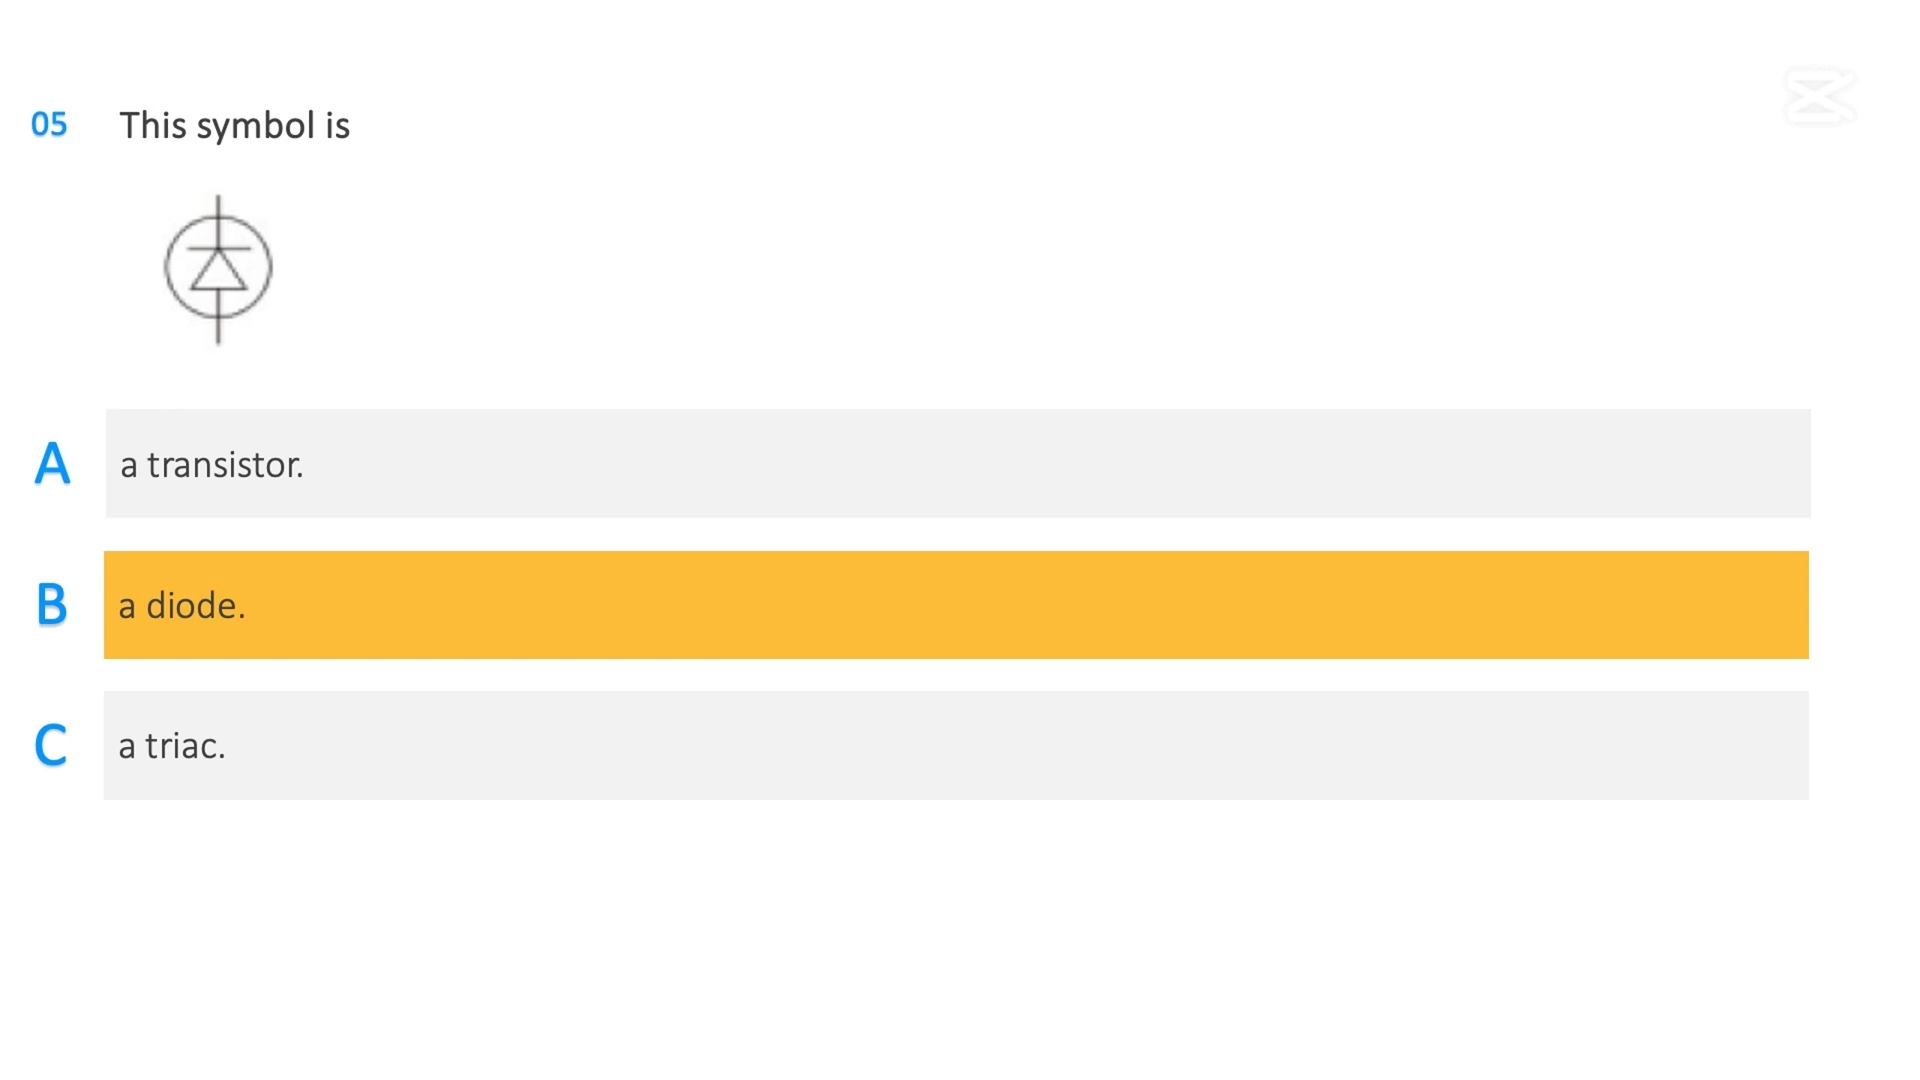 05 This symbol is
A a transistor.
B a diode.
C a triac.